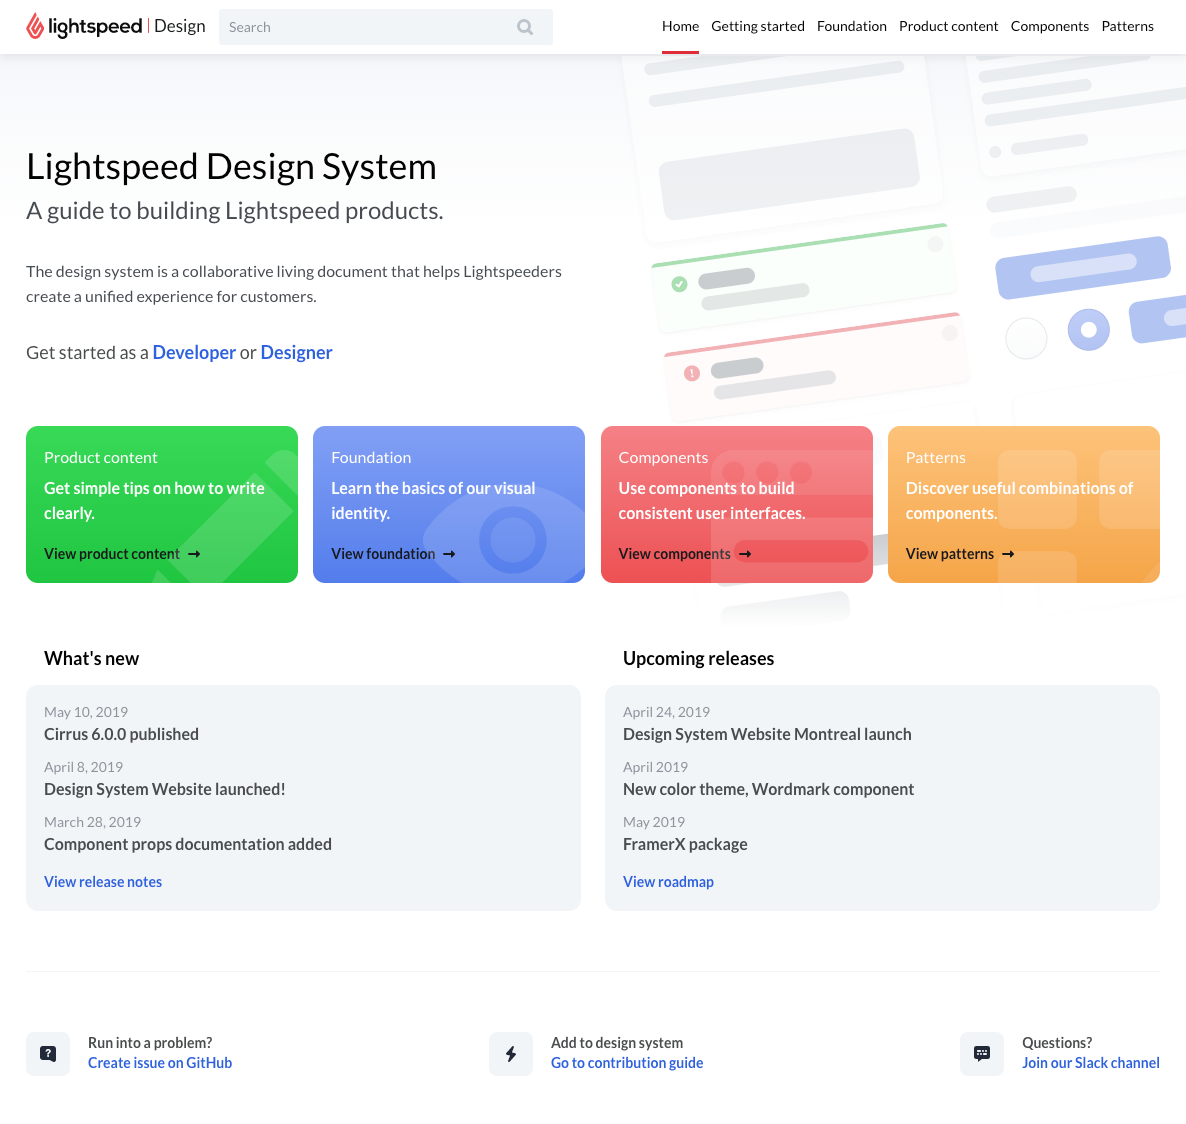 lightspeed | Design
Search
Home Getting started Foundation Product content Components Patterns
Lightspeed Design System
A guide to building Lightspeed products.
The design system is a collaborative living document that helps Lightspeeders
create a unified experience for customers.
Get started as a Developer or Designer
Product content
Get simple tips on how to write
clearly.
View product content →
Foundation
Learn the basics of our visual
identity.
View foundation →
Components
Use components to build
consistent user interfaces.
View components →
Patterns
Discover useful combinations of
components.
View patterns →
What's new
May 10, 2019
Cirrus 6.0.0 published
April 8, 2019
Design System Website launched!
March 28, 2019
Component props documentation added
View release notes
Upcoming releases
April 24, 2019
Design System Website Montreal launch
April 2019
New color theme, Wordmark component
May 2019
FramerX package
View roadmap
Run into a problem?
Create issue on GitHub
Add to design system
Go to contribution guide
Questions?
Join our Slack channel